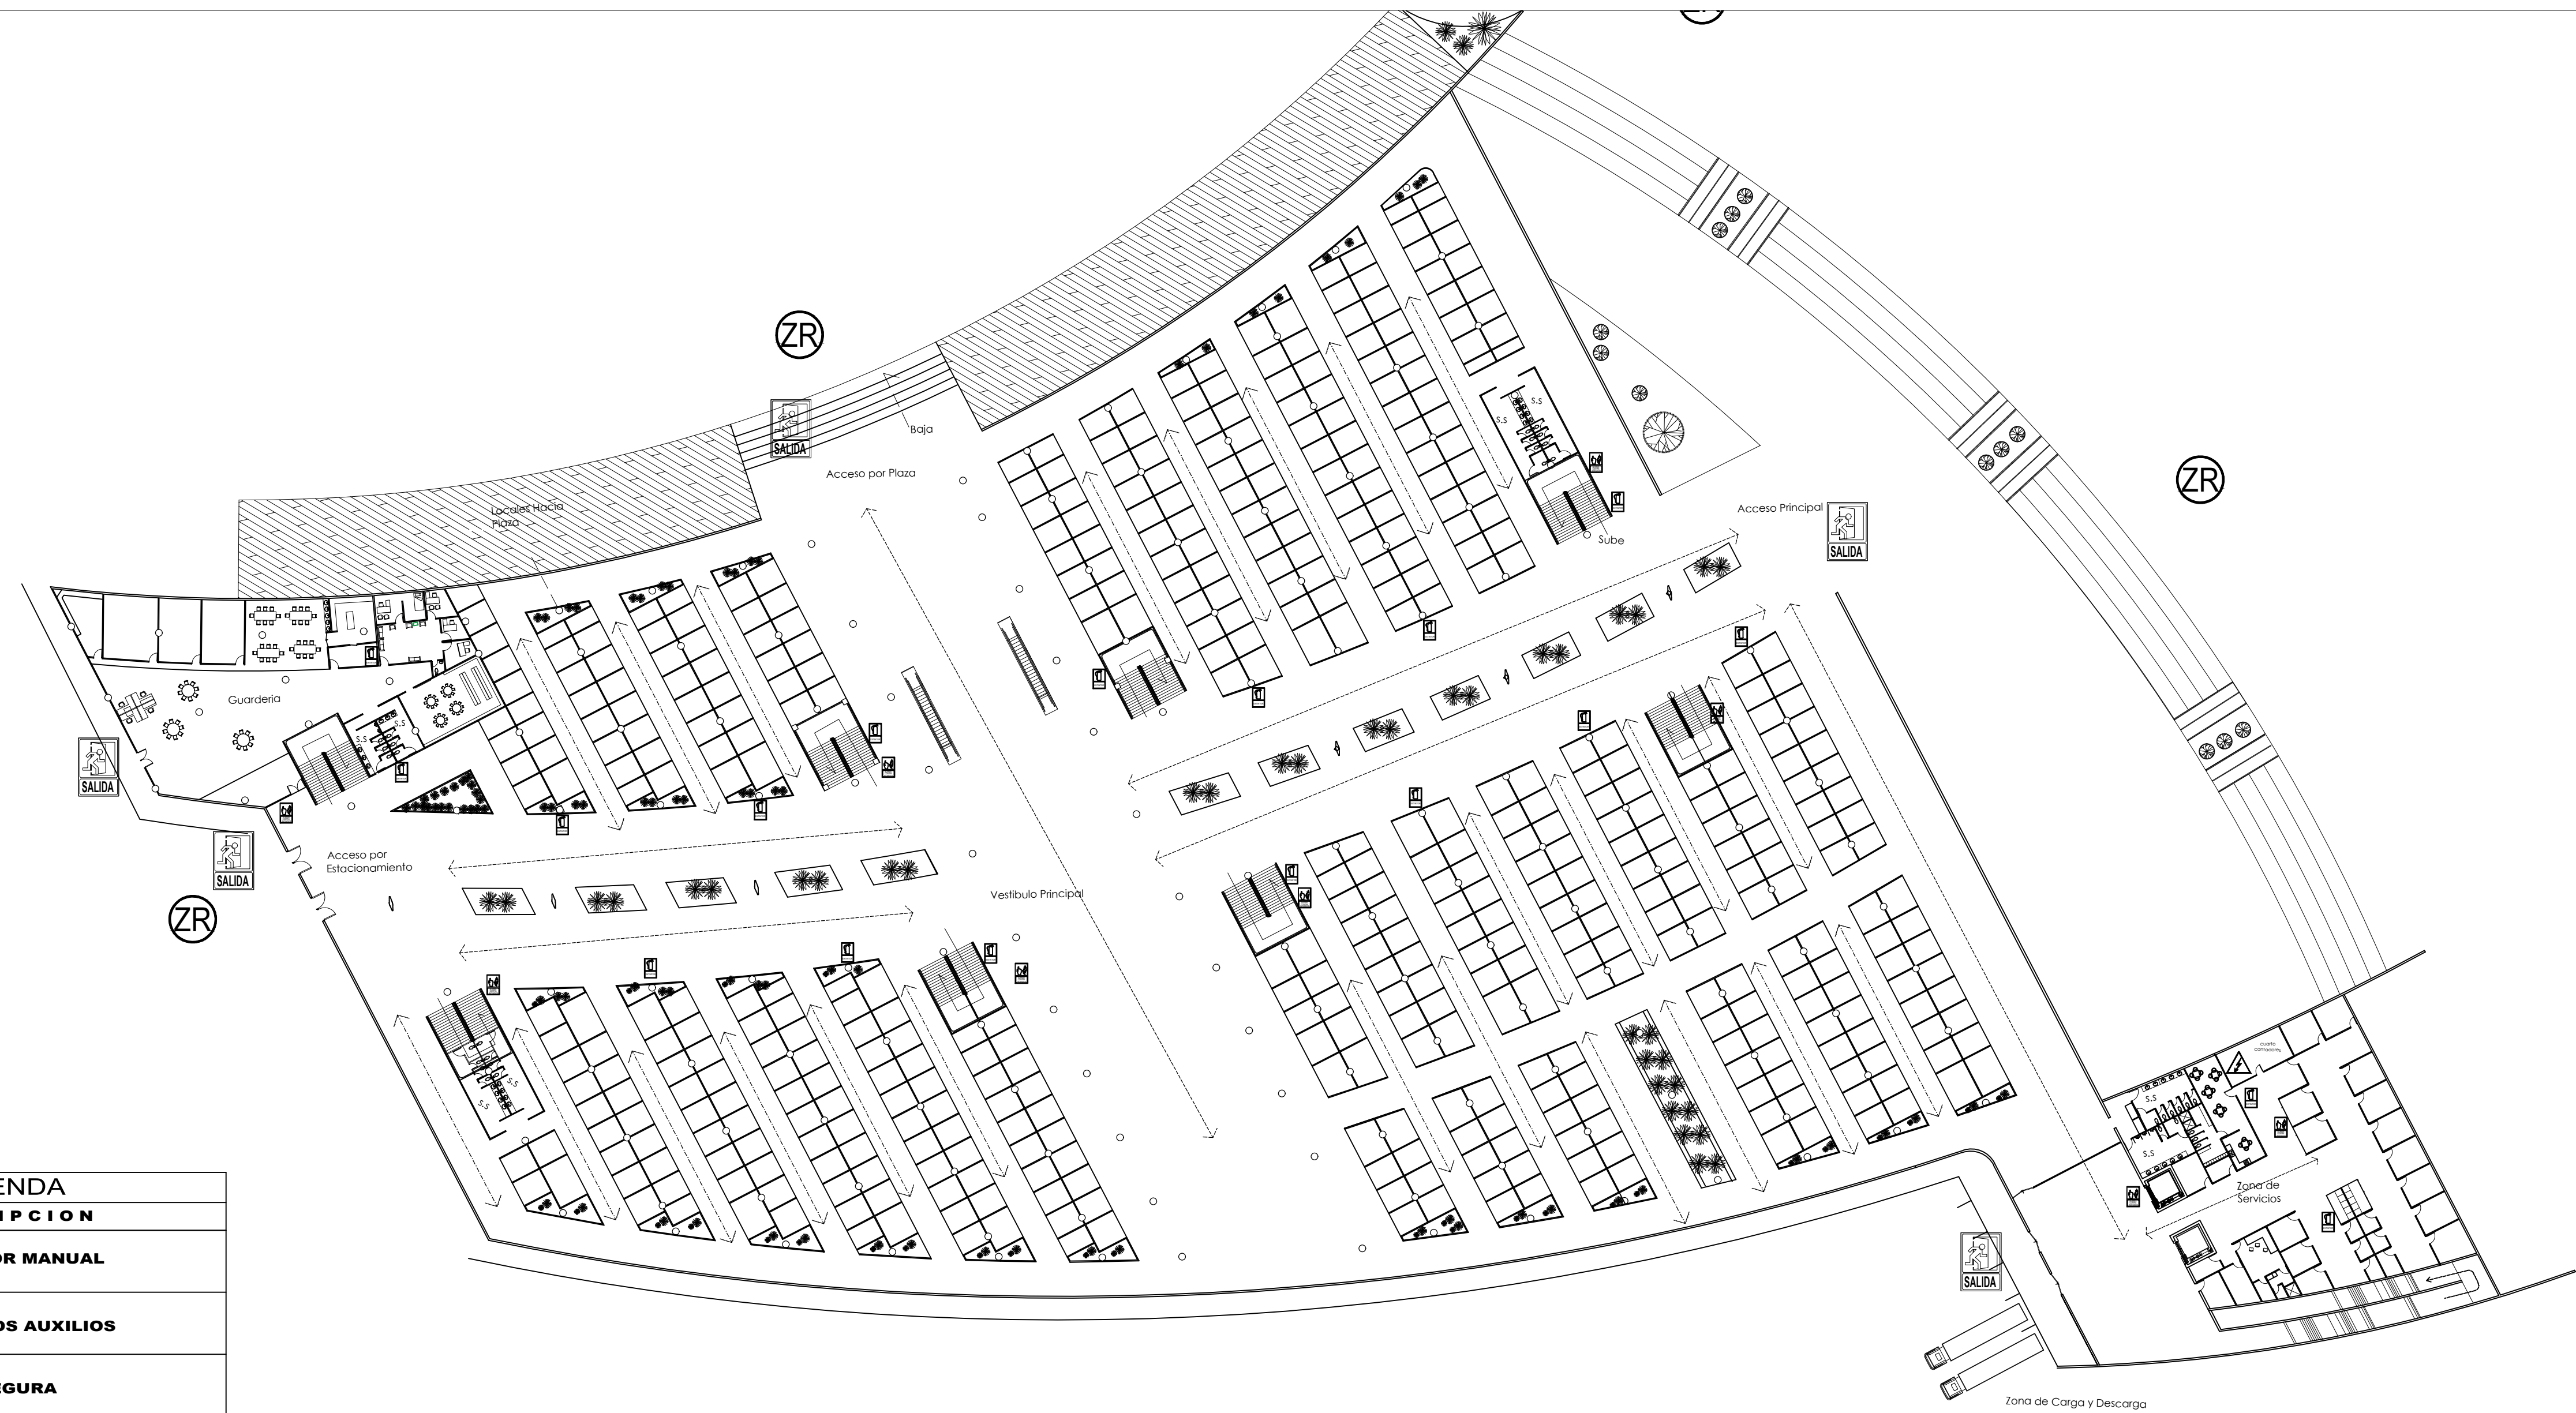 ZR
SALIDA
Baja
Acceso por Plaza
Locales Hacia
Plaza
S.S
S.S
Sube
Acceso Principal
SALIDA
ZR
Guarderia
S.S
S.S
SALIDA
SALIDA
ZR
Acceso por
Estacionamiento
Vestibulo Principal
S.S
S.S
cuarto
contadores
S.S
S.S
Zona de
Servicios
SALIDA
Zona de Carga y Descarga
ENDA
IPCION
OR MANUAL
OS AUXILIOS
EGURA